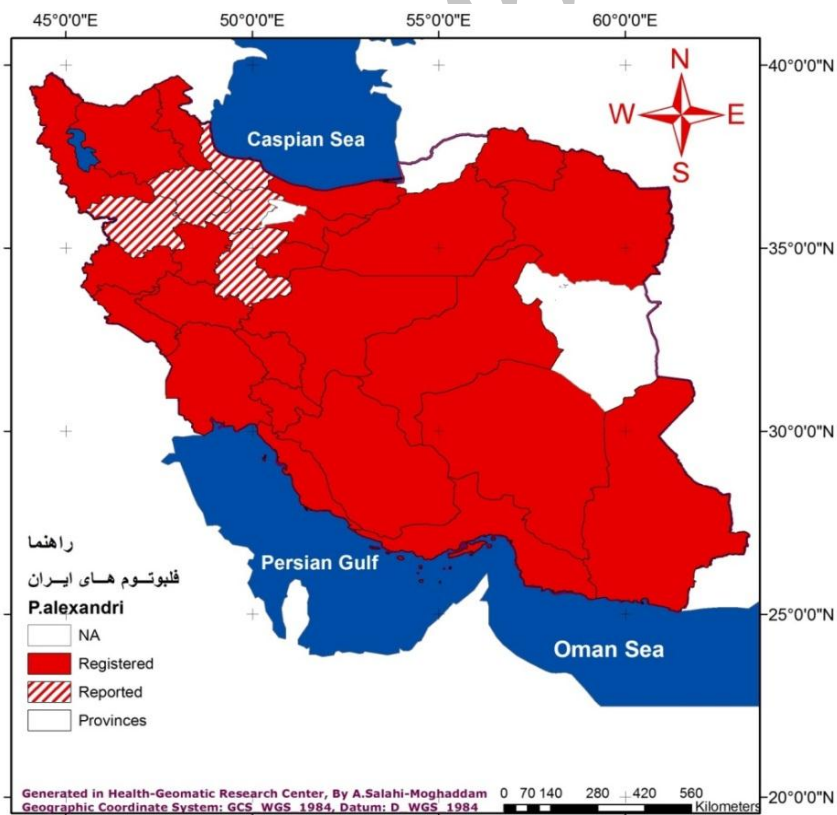 45°0'0"E 50°0'0"E 55°0'0"E 60°0'0"E
40°0'0"N
N
W E
S
Caspian Sea
35°0'0"N
30°0'0"N
راهنما
فلبوتـوم هـای ایـران
P.alexandri
NA
Registered
Reported
Provinces
Persian Gulf
25°0'0"N
Oman Sea
Generated in Health-Geomatic Research Center, By A.Salahi-Moghaddam
Geographic Coordinate System: GCS_WGS_1984, Datum: D_WGS_1984
0 70 140 280 420 560
Kilometers
20°0'0"N